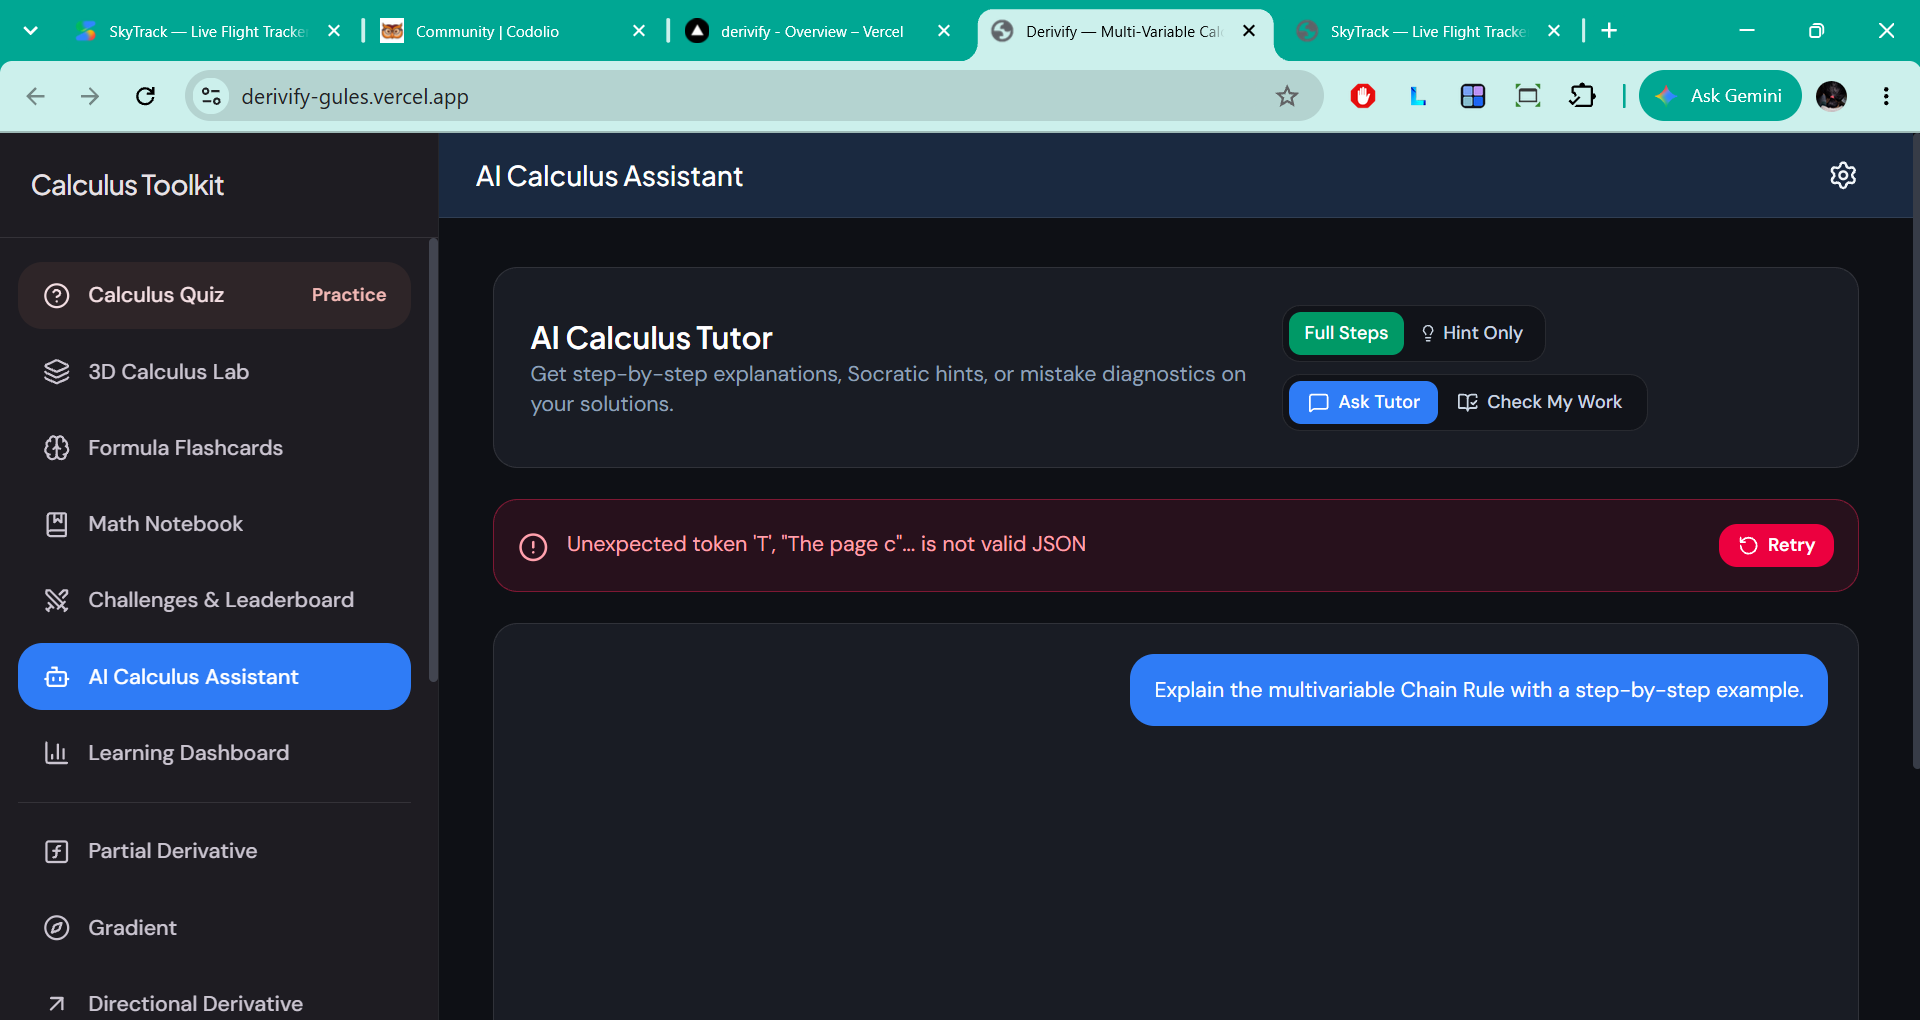 SkyTrack — Live Flight Tracke
Community | Codolio
derivify - Overview – Vercel
Derivify — Multi-Variable Cal
SkyTrack — Live Flight Tracke
derivify-gules.vercel.app
Ask Gemini
Calculus Toolkit
AI Calculus Assistant
Calculus Quiz
Practice
3D Calculus Lab
Formula Flashcards
Math Notebook
Challenges & Leaderboard
AI Calculus Assistant
Learning Dashboard
Partial Derivative
Gradient
Directional Derivative
AI Calculus Tutor
Get step-by-step explanations, Socratic hints, or mistake diagnostics on
your solutions.
Full Steps
Hint Only
Ask Tutor
Check My Work
Unexpected token 'T', "The page c"... is not valid JSON
Retry
Explain the multivariable Chain Rule with a step-by-step example.